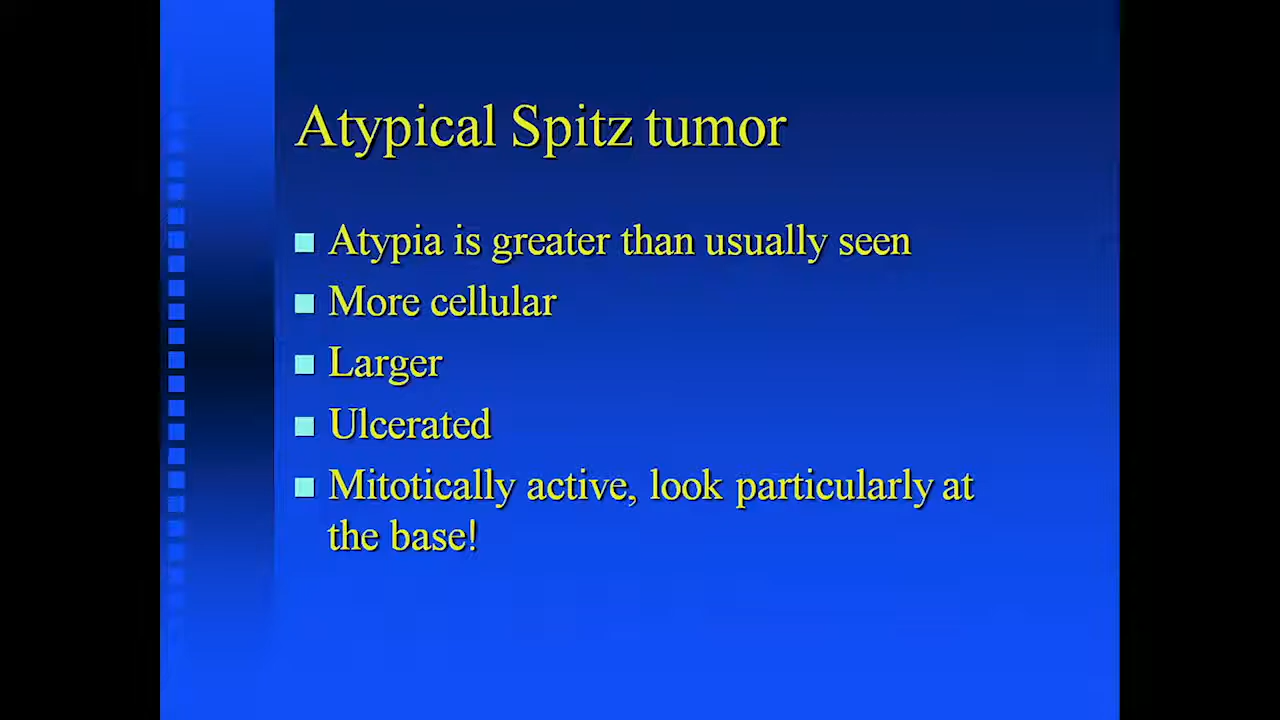 Atypical Spitz tumor
Atypia is greater than usually seen
More cellular
Larger
Ulcerated
Mitotically active, look particularly at
the base!